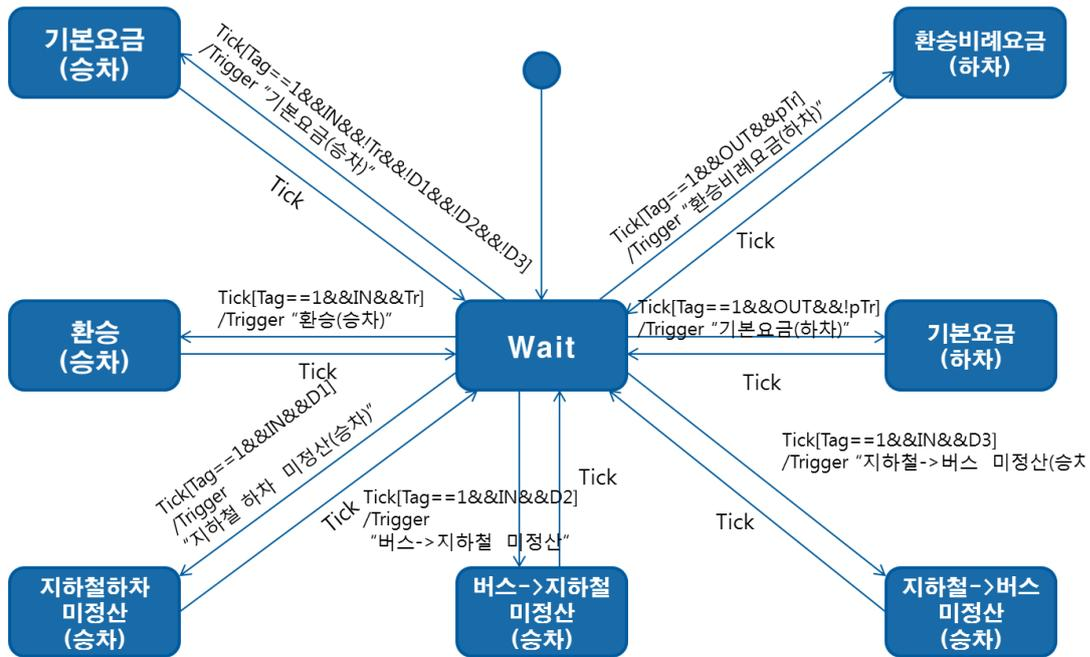 기본요금
(승차)
Tick[Tag==1&&IN&&!Tr&&!D1&&!D2&&!D3]
/Trigger “기본요금(승차)”
Tick
Tick[Tag==1&&OUT&&pTr]
/Trigger “환승비례요금(하차)”
Tick
환승비례요금
(하차)
환승
(승차)
Tick[Tag==1&&IN&&Tr]
/Trigger “환승(승차)”
Tick
Wait
Tick[Tag==1&&OUT&&!pTr]
/Trigger “기본요금(하차)”
Tick
기본요금
(하차)
Tick[Tag==1&&IN&&D1]
/Trigger
“지하철 하차 미정산(승차)”
Tick
Tick[Tag==1&&IN&&D2]
/Trigger
“버스->지하철 미정산”
Tick
Tick[Tag==1&&IN&&D3]
/Trigger “지하철->버스 미정산(승
Tick
지하철하차
미정산
(승차)
버스->지하철
미정산
(승차)
지하철->버스
미정산
(승차)